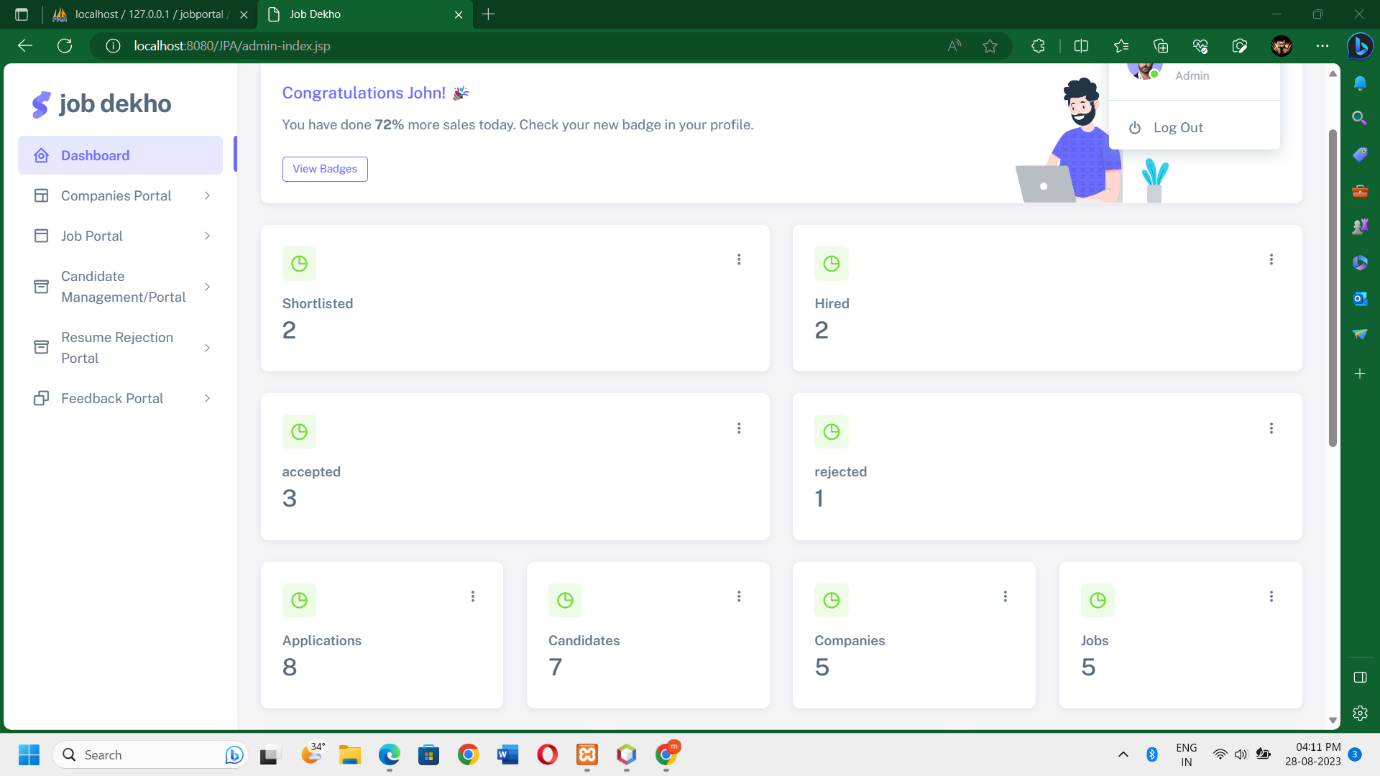 localhost / 127.0.0.1 / jobportal /
Job Dekho
localhost:8080/JPA/admin-index.jsp
job dekho
Dashboard
Companies Portal
Job Portal
Candidate
Management/Portal
Resume Rejection
Portal
Feedback Portal
Congratulations John! 🎉
You have done 72% more sales today. Check your new badge in your profile.
View Badges
Admin
Log Out
Shortlisted
2
Hired
2
accepted
3
rejected
1
Applications
8
Candidates
7
Companies
5
Jobs
5
Search
34°
m
ENG
IN
04:11 PM
28-08-2023
3